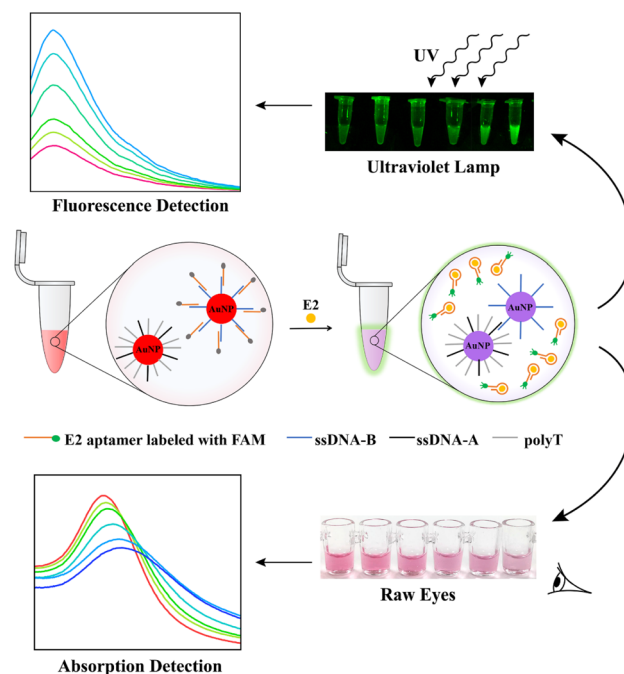 UV
Ultraviolet Lamp
Fluorescence Detection
AuNP
AuNP
E2
AuNP
AuNP
E2 aptamer labeled with FAM
ssDNA-B
ssDNA-A
polyT
Raw Eyes
Absorption Detection